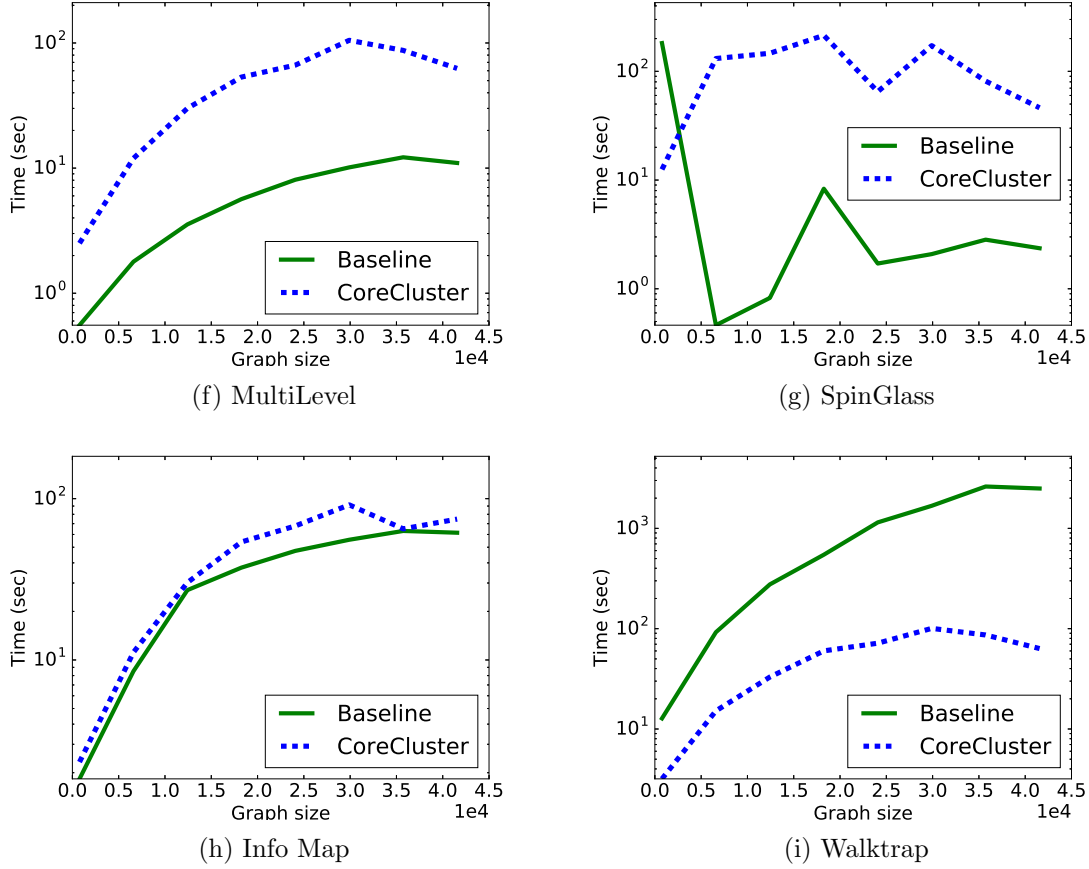 10^2
10^1
10^0
Time (sec)
Baseline
CoreCluster
0.0 0.5 1.0 1.5 2.0 2.5 3.0 3.5 4.0 4.5
Graph size
1e4
(f) MultiLevel
10^2
10^1
10^0
Time (sec)
Baseline
CoreCluster
0.0 0.5 1.0 1.5 2.0 2.5 3.0 3.5 4.0 4.5
Graph size
1e4
(g) SpinGlass
10^2
10^1
Time (sec)
Baseline
CoreCluster
0.0 0.5 1.0 1.5 2.0 2.5 3.0 3.5 4.0 4.5
Graph size
1e4
(h) Info Map
10^3
10^2
10^1
Time (sec)
Baseline
CoreCluster
0.0 0.5 1.0 1.5 2.0 2.5 3.0 3.5 4.0 4.5
Graph size
1e4
(i) Walktrap